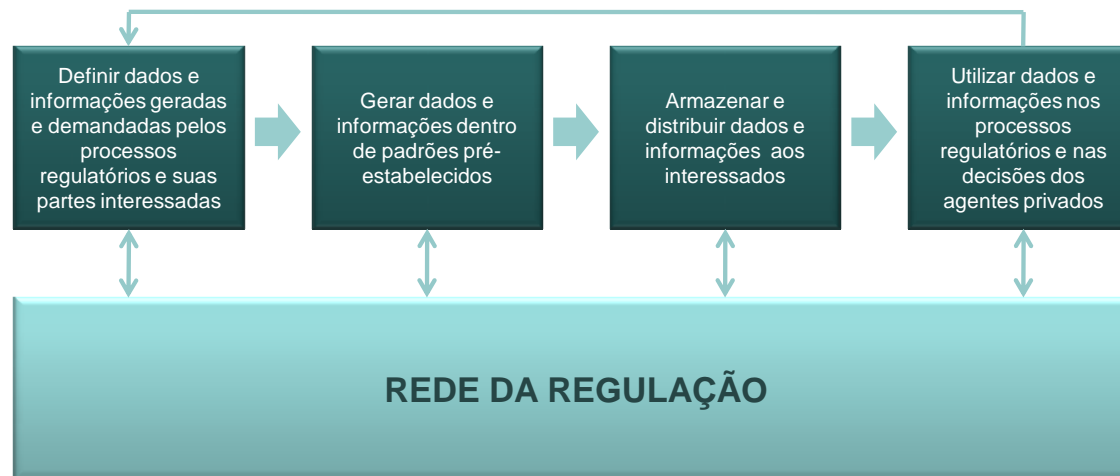 Definir dados e
informações geradas
e demandadas pelos
processos
regulatórios e suas
partes interessadas
Gerar dados e
informações dentro
de padrões pré-
estabelecidos
Armazenar e
distribuir dados e
informações aos
interessados
Utilizar dados e
informações nos
processos
regulatórios e nas
decisões dos
agentes privados
REDE DA REGULAÇÃO